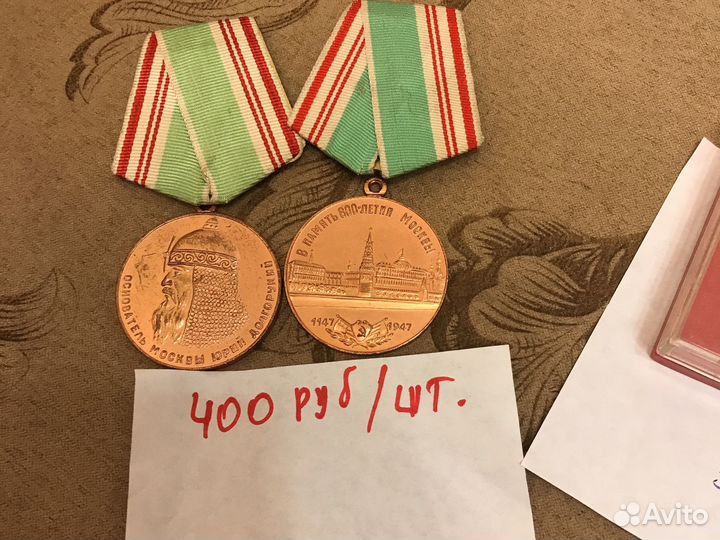 ОСНОВАТЕЛЬ МОСКВЫ ЮРИЙ ДОЛГОРУКИЙ
В ПАМЯТЬ 800-ЛЕТИЯ МОСКВЫ
1147 1947
400 руб/шт.
Avito